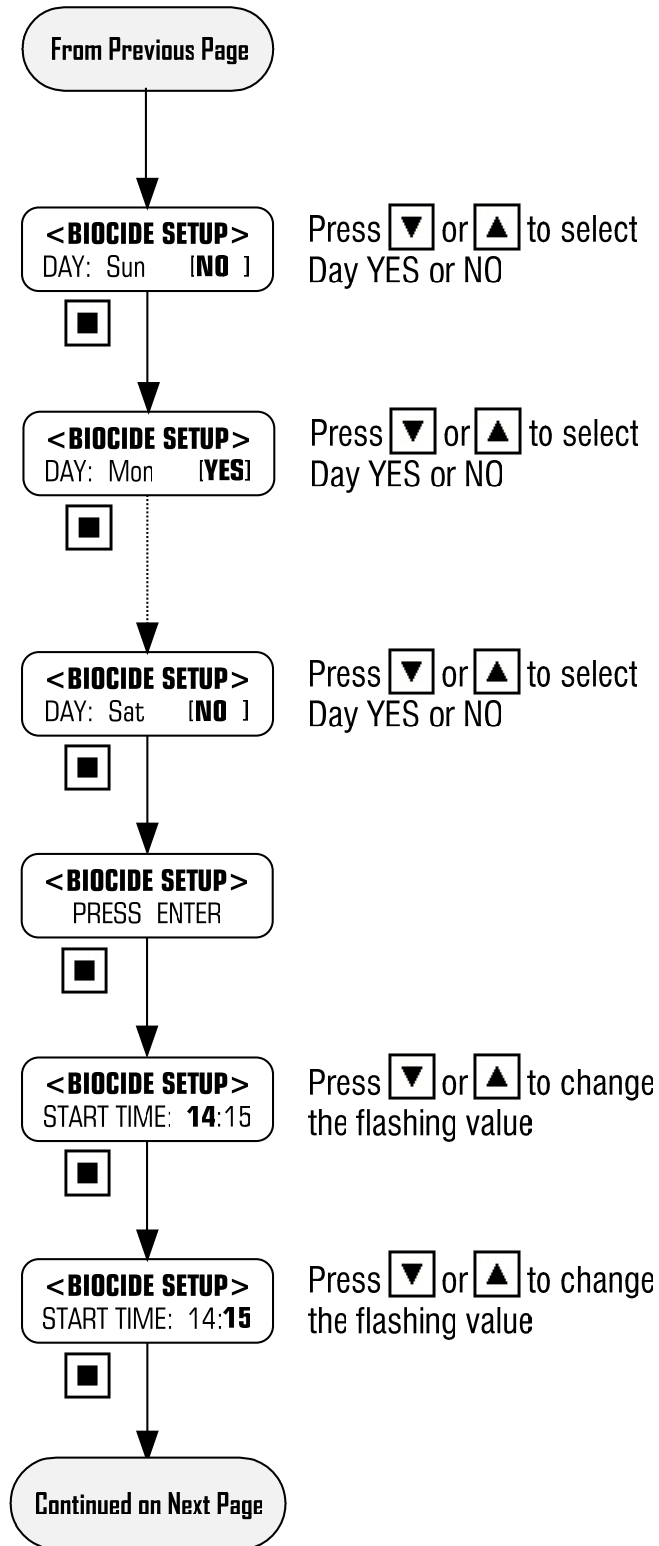 From Previous Page
<BIOCIDE SETUP>
DAY: Sun [NO ]
Press ▼ or ▲ to select
Day YES or NO
<BIOCIDE SETUP>
DAY: Mon [YES]
Press ▼ or ▲ to select
Day YES or NO
<BIOCIDE SETUP>
DAY: Sat [NO ]
Press ▼ or ▲ to select
Day YES or NO
<BIOCIDE SETUP>
PRESS ENTER
<BIOCIDE SETUP>
START TIME: 14:15
Press ▼ or ▲ to change
the flashing value
<BIOCIDE SETUP>
START TIME: 14:15
Press ▼ or ▲ to change
the flashing value
Continued on Next Page